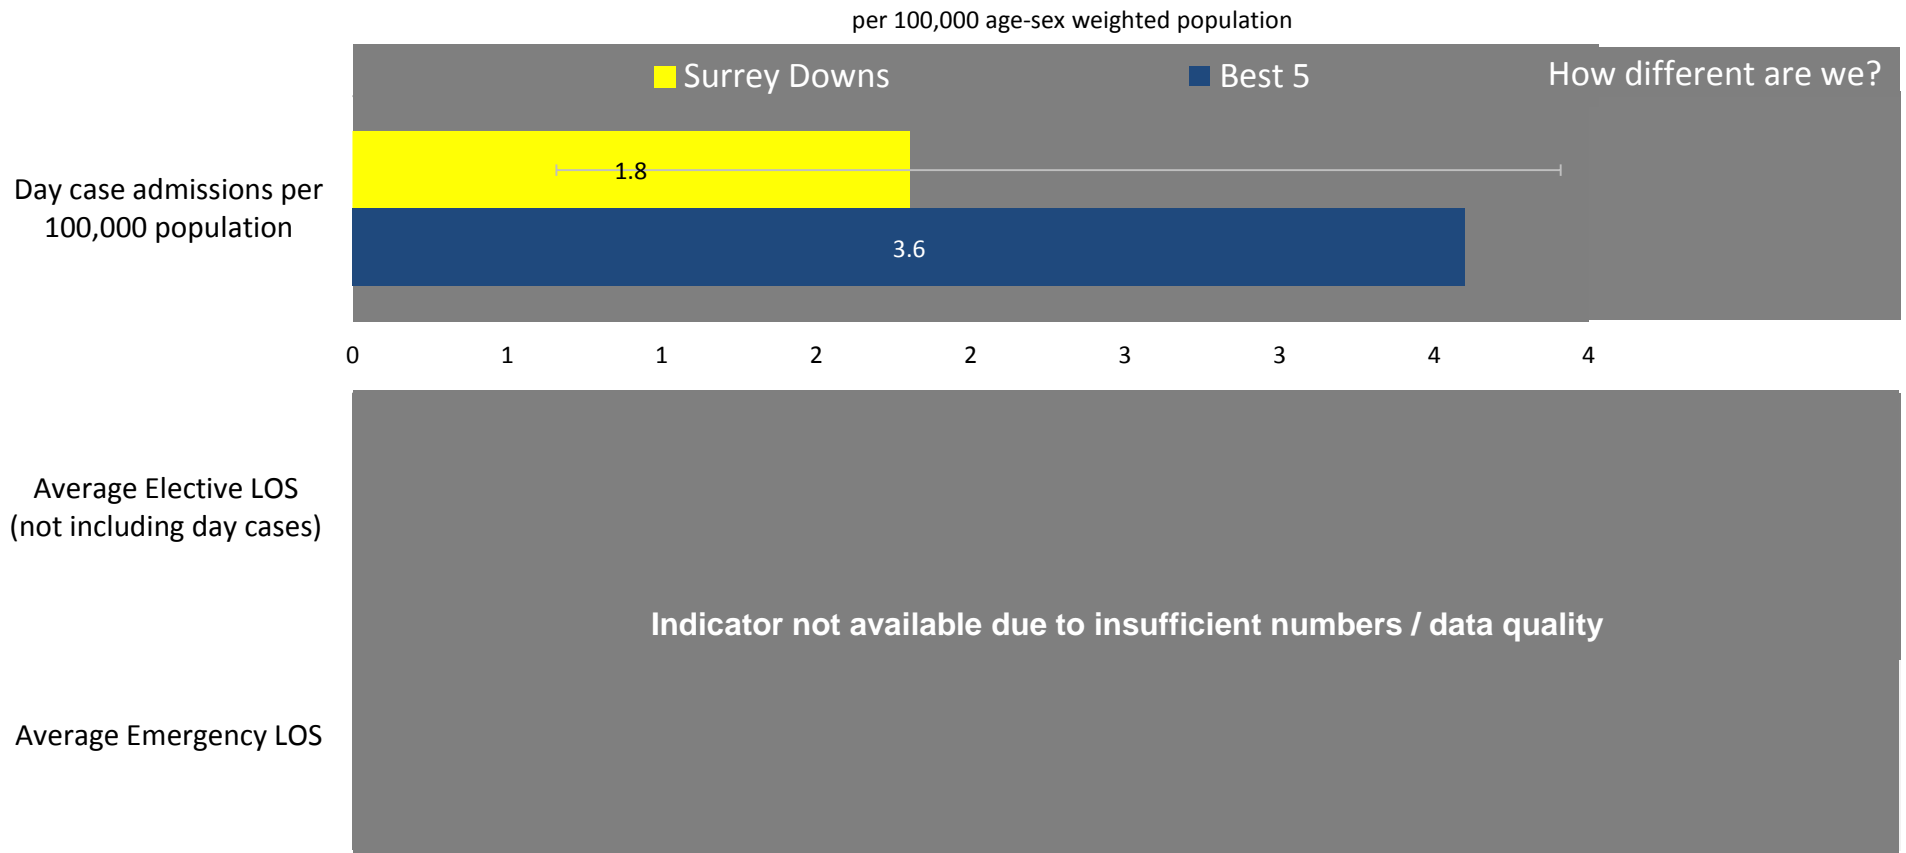 per 100,000 age-sex weighted population
Surrey Downs
Best 5
How different are we?
Day case admissions per
100,000 population
1.8
3.6
0 1 1 2 2 3 3 4 4
Average Elective LOS
(not including day cases)
Indicator not available due to insufficient numbers / data quality
Average Emergency LOS